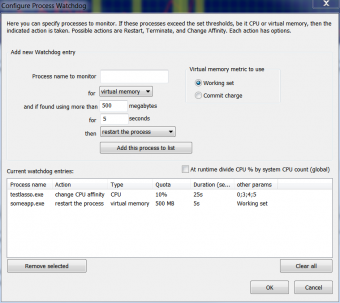 Configure Process Watchdog
Here you can specify processes to monitor. If these processes exceed the set thresholds, be it CPU or virtual memory, then the
indicated action is taken. Possible actions are Restart, Terminate, and Change Affinity. Each action has options.
Add new Watchdog entry
Process name to monitor
for virtual memory
and if found using more than 500 megabytes
for 5 seconds
then restart the process
Add this process to list
Virtual memory metric to use
Working set
Commit charge
Current watchdog entries:
At runtime divide CPU % by system CPU count (global)
Process name Action Type Quota Duration (se... other params
testlasso.exe change CPU affinity CPU 10% 25s 0;3;4;5
someapp.exe restart the process virtual memory 500 MB 5s Working set
Remove selected
Clear all
OK
Cancel